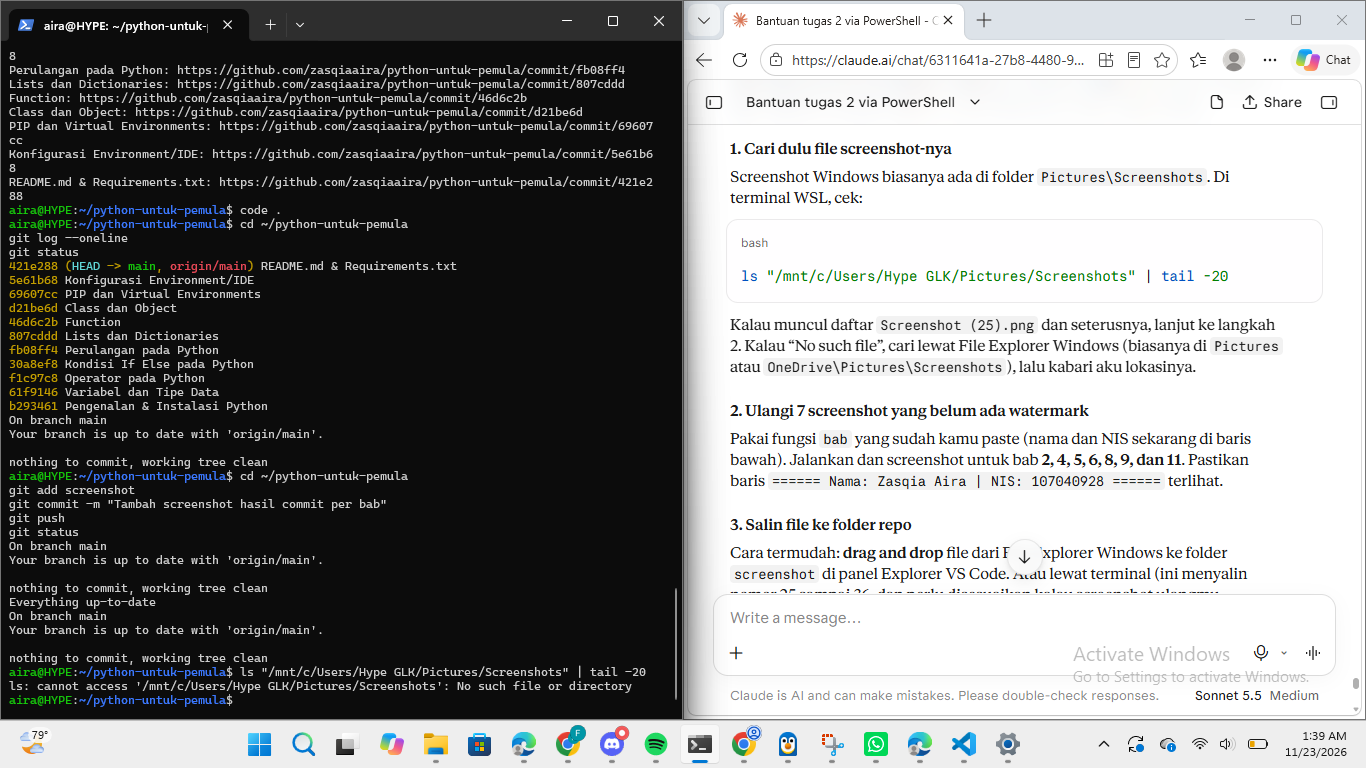 aira@HYPE: ~/python-untuk-p
8
Perulangan pada Python: https://github.com/zasqiaaira/python-untuk-pemula/commit/fb08ff4
Lists dan Dictionaries: https://github.com/zasqiaaira/python-untuk-pemula/commit/807cddd
Function: https://github.com/zasqiaaira/python-untuk-pemula/commit/46d6c2b
Class dan Object: https://github.com/zasqiaaira/python-untuk-pemula/commit/d21be6d
PIP dan Virtual Environments: https://github.com/zasqiaaira/python-untuk-pemula/commit/69607
cc
Konfigurasi Environment/IDE: https://github.com/zasqiaaira/python-untuk-pemula/commit/5e61b6
8
README.md & Requirements.txt: https://github.com/zasqiaaira/python-untuk-pemula/commit/421e2
88
aira@HYPE:~/python-untuk-pemula$ code .
aira@HYPE:~/python-untuk-pemula$ cd ~/python-untuk-pemula
git log --oneline
git status
421e288 (HEAD -> main, origin/main) README.md & Requirements.txt
5e61b68 Konfigurasi Environment/IDE
69607cc PIP dan Virtual Environments
d21be6d Class dan Object
46d6c2b Function
807cddd Lists dan Dictionaries
fb08ff4 Perulangan pada Python
30a8ef8 Kondisi If Else pada Python
f1c97c8 Operator pada Python
61f9146 Variabel dan Tipe Data
b293461 Pengenalan & Instalasi Python
On branch main
Your branch is up to date with 'origin/main'.
nothing to commit, working tree clean
aira@HYPE:~/python-untuk-pemula$ cd ~/python-untuk-pemula
git add screenshot
git commit -m "Tambah screenshot hasil commit per bab"
git push
git status
On branch main
Your branch is up to date with 'origin/main'.
nothing to commit, working tree clean
Everything up-to-date
On branch main
Your branch is up to date with 'origin/main'.
nothing to commit, working tree clean
aira@HYPE:~/python-untuk-pemula$ ls "/mnt/c/Users/Hype GLK/Pictures/Screenshots" | tail -20
ls: cannot access '/mnt/c/Users/Hype GLK/Pictures/Screenshots': No such file or directory
aira@HYPE:~/python-untuk-pemula$
Bantuan tugas 2 via PowerShell -
https://claude.ai/chat/6311641a-27b8-4480-9...
Chat
Bantuan tugas 2 via PowerShell
Share
1. Cari dulu file screenshot-nya
Screenshot Windows biasanya ada di folder Pictures\Screenshots. Di
terminal WSL, cek:
bash
ls "/mnt/c/Users/Hype GLK/Pictures/Screenshots" | tail -20
Kalau muncul daftar Screenshot (25).png dan seterusnya, lanjut ke langkah
2. Kalau “No such file”, cari lewat File Explorer Windows (biasanya di Pictures
atau OneDrive\Pictures\Screenshots), lalu kabari aku lokasinya.
2. Ulangi 7 screenshot yang belum ada watermark
Pakai fungsi bab yang sudah kamu paste (nama dan NIS sekarang di baris
bawah). Jalankan dan screenshot untuk bab 2, 4, 5, 6, 8, 9, dan 11. Pastikan
baris ====== Nama: Zasqia Aira | NIS: 107040928 ====== terlihat.
3. Salin file ke folder repo
Cara termudah: drag and drop file dari Explorer Windows ke folder
screenshot di panel Explorer VS Code. Atau lewat terminal (ini menyalin
Write a message...
Activate Windows
Go to Settings to activate Windows.
Claude is AI and can make mistakes. Please double-check responses.
Sonnet 5.5 Medium
79°
F
1:39 AM
11/23/2026